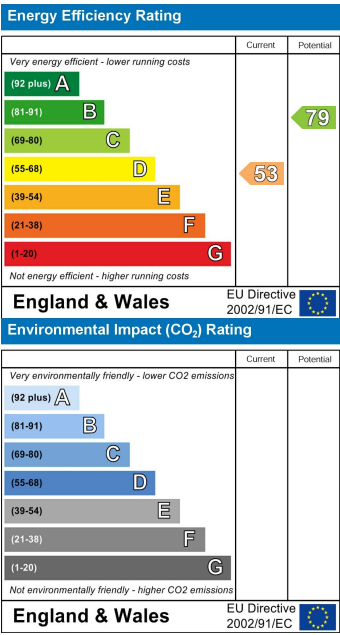 Energy Efficiency Rating
Current Potential
Very energy efficient - lower running costs
(92 plus) A
(81-91) B
79
(69-80) C
(55-68) D
53
(39-54) E
(21-38) F
(1-20) G
Not energy efficient - higher running costs
England & Wales
EU Directive
2002/91/EC
Environmental Impact (CO₂) Rating
Current Potential
Very environmentally friendly - lower CO2 emissions
(92 plus) A
(81-91) B
(69-80) C
(55-68) D
(39-54) E
(21-38) F
(1-20) G
Not environmentally friendly - higher CO2 emissions
England & Wales
EU Directive
2002/91/EC